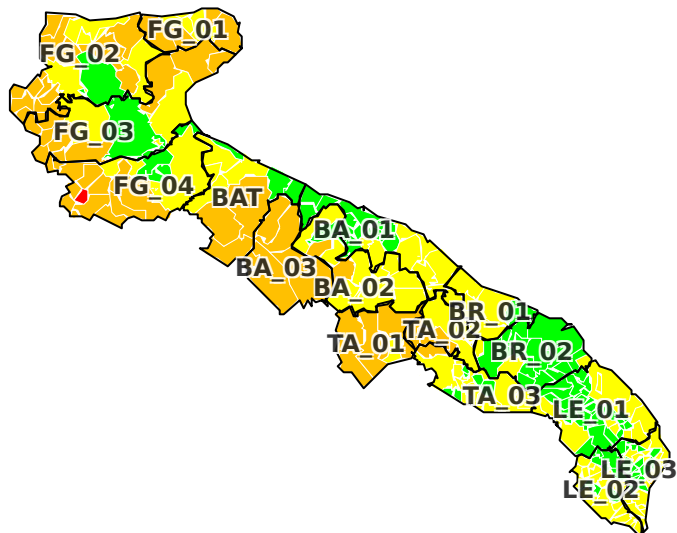 FG_01
FG_02
FG_03
FG_04
BAT
BA_01
BA_03
BA_02
BR_01
TA_02
TA_01
BR_02
TA_03
LE_01
LE_03
LE_02